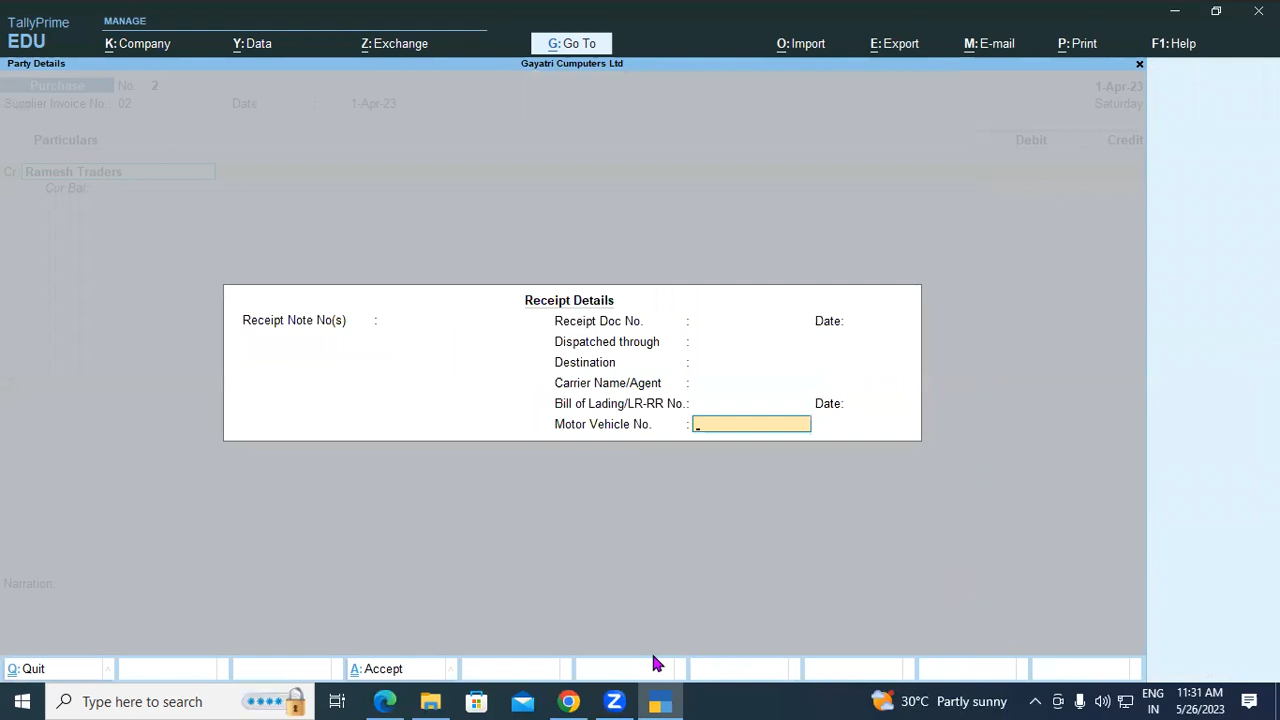 TallyPrime
MANAGE
EDU
K: Company
Y: Data
Z: Exchange
G: Go To
O: Import
E: Export
M: E-mail
P: Print
F1: Help
Party Details
Gayatri Cumputers Ltd
Purchase No. 2
1-Apr-23
Supplier Invoice No.: 02 Date : 1-Apr-23
Saturday
Particulars
Debit
Credit
Cr Ramesh Traders
Cur Bal:
Receipt Details
Receipt Note No(s) :
Receipt Doc No. : Date:
Dispatched through :
Destination :
Carrier Name/Agent :
Bill of Lading/LR-RR No.: Date:
Motor Vehicle No. :
Narration:
Q: Quit
A: Accept
Type here to search
30°C Partly sunny
ENG
IN
11:31 AM
5/26/2023